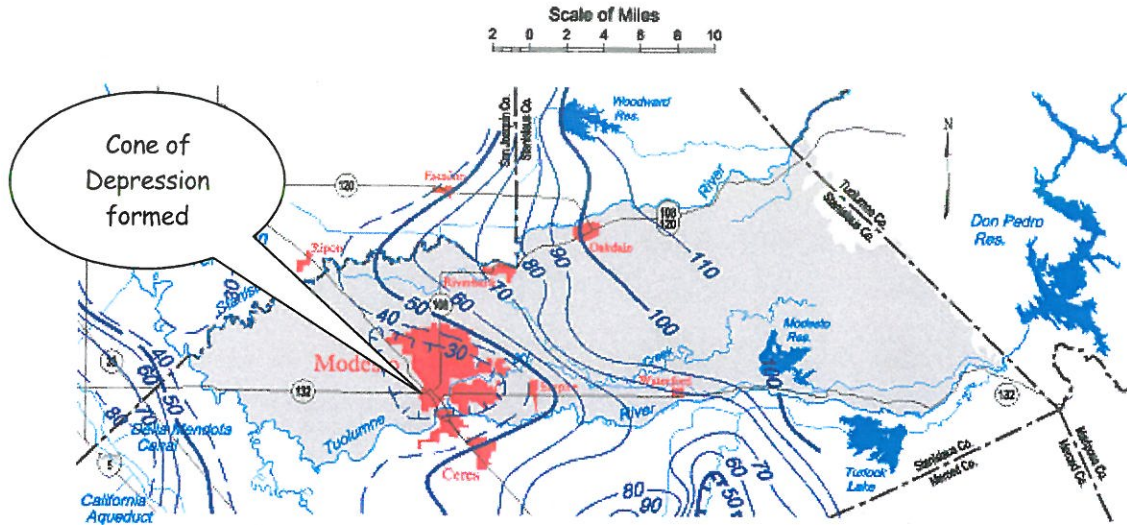 Scale of Miles
2 0 2 4 6 8 10
Cone of
Depression
formed
Woodward
Res.
San Joaquin Co.
Stanislaus Co.
N
120
Escalon
River
108
120
Tuolumne Co.
Stanislaus Co.
Don Pedro
Res.
Ripon
Oakdale
110
Riverbank
80
90
70
60
50
108
100
40
30
Modesto
Modesto
Res.
Creek
Empire
Waterford
132
River
132
Tuolumne
40
60
50
70
80
Delta Mendota
Canal
5
California
Aqueduct
Ceres
Turlock
Lake
Stanislaus Co.
Merced Co.
Mariposa Co.
Merced Co.
60
70
50
80
90